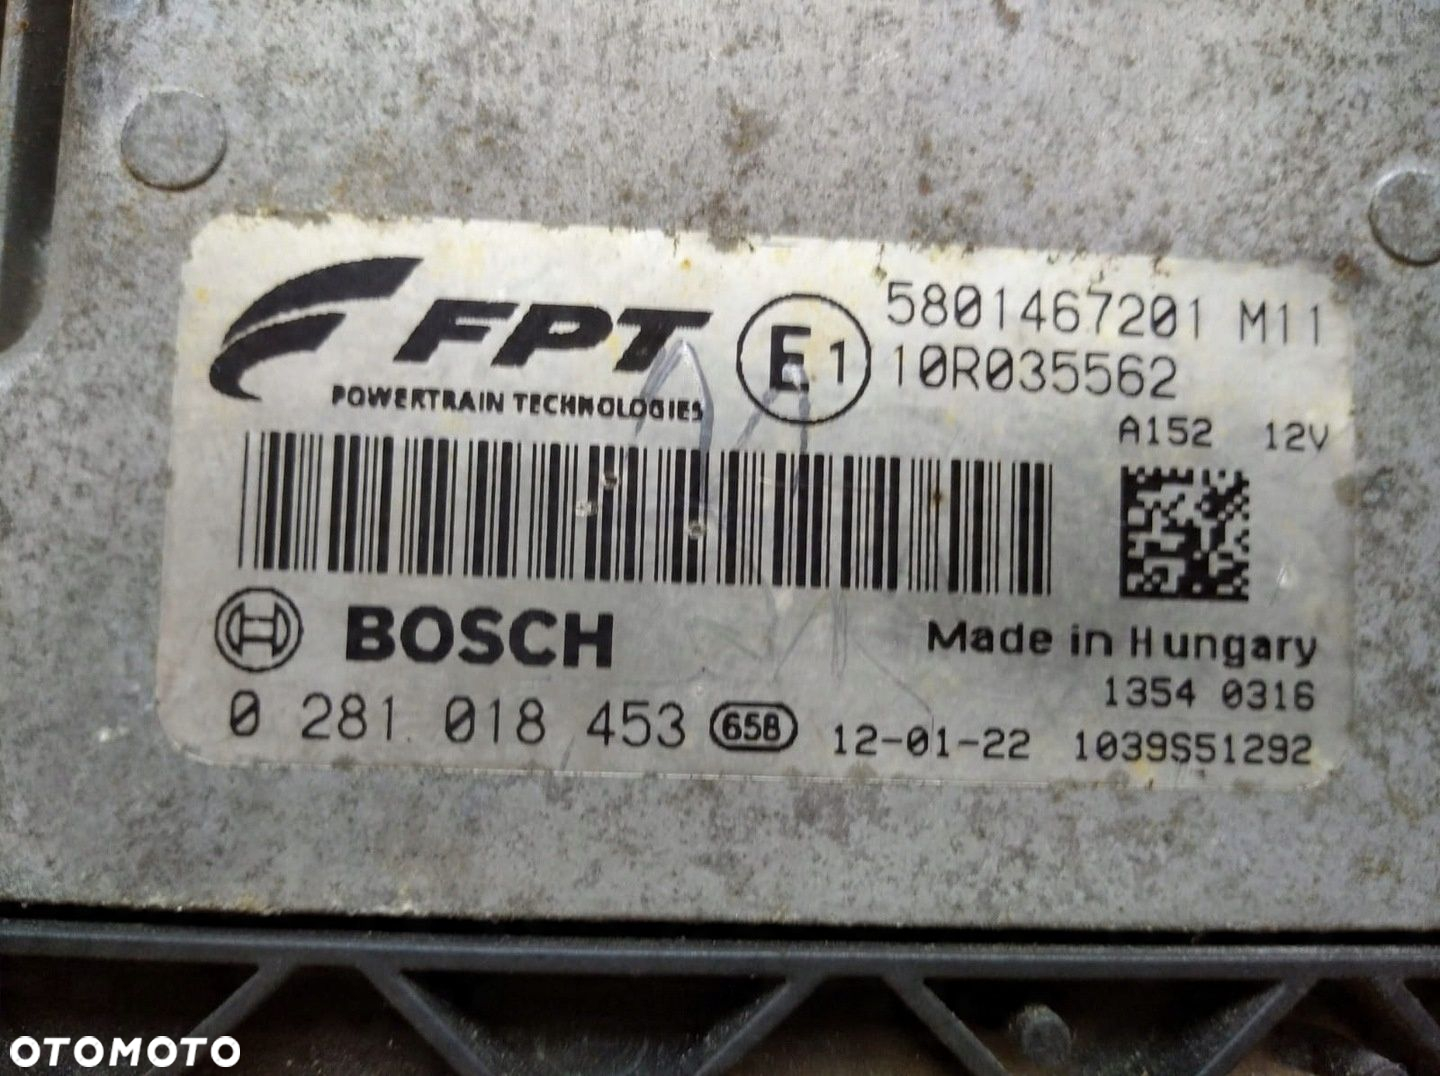 FPT
POWERTRAIN TECHNOLOGIES
E1
5801467201 M11
10R035562
A152 12V
BOSCH
Made in Hungary
1354 0316
0 281 018 453 65B 12-01-22 1039S51292
OTOMOTO